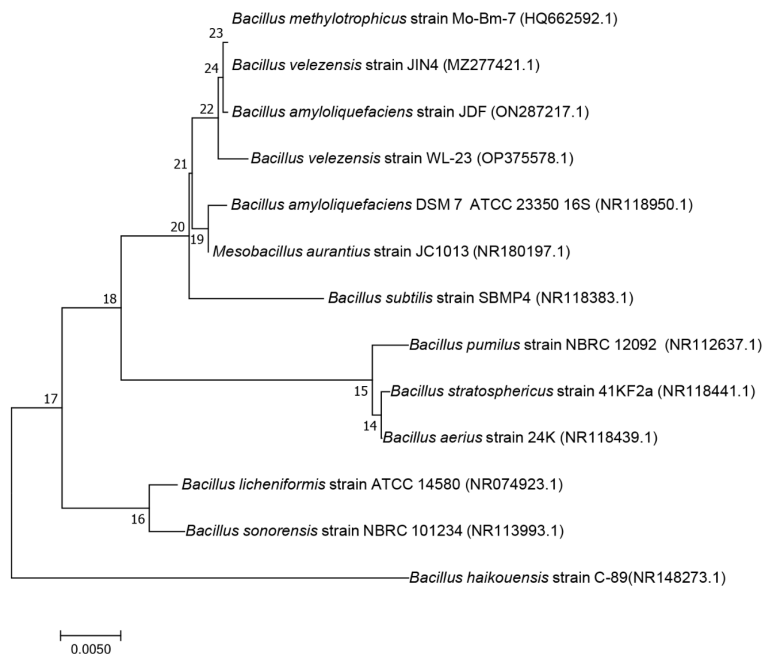 Bacillus methylotrophicus strain Mo-Bm-7 (HQ662592.1)
23
Bacillus velezensis strain JIN4 (MZ277421.1)
24
Bacillus amyloliquefaciens strain JDF (ON287217.1)
22
Bacillus velezensis strain WL-23 (OP375578.1)
21
Bacillus amyloliquefaciens DSM 7 ATCC 23350 16S (NR118950.1)
20
19
Mesobacillus aurantius strain JC1013 (NR180197.1)
18
Bacillus subtilis strain SBMP4 (NR118383.1)
Bacillus pumilus strain NBRC 12092 (NR112637.1)
15
Bacillus stratosphericus strain 41KF2a (NR118441.1)
17
14
Bacillus aerius strain 24K (NR118439.1)
Bacillus licheniformis strain ATCC 14580 (NR074923.1)
16
Bacillus sonorensis strain NBRC 101234 (NR113993.1)
Bacillus haikouensis strain C-89(NR148273.1)
0.0050